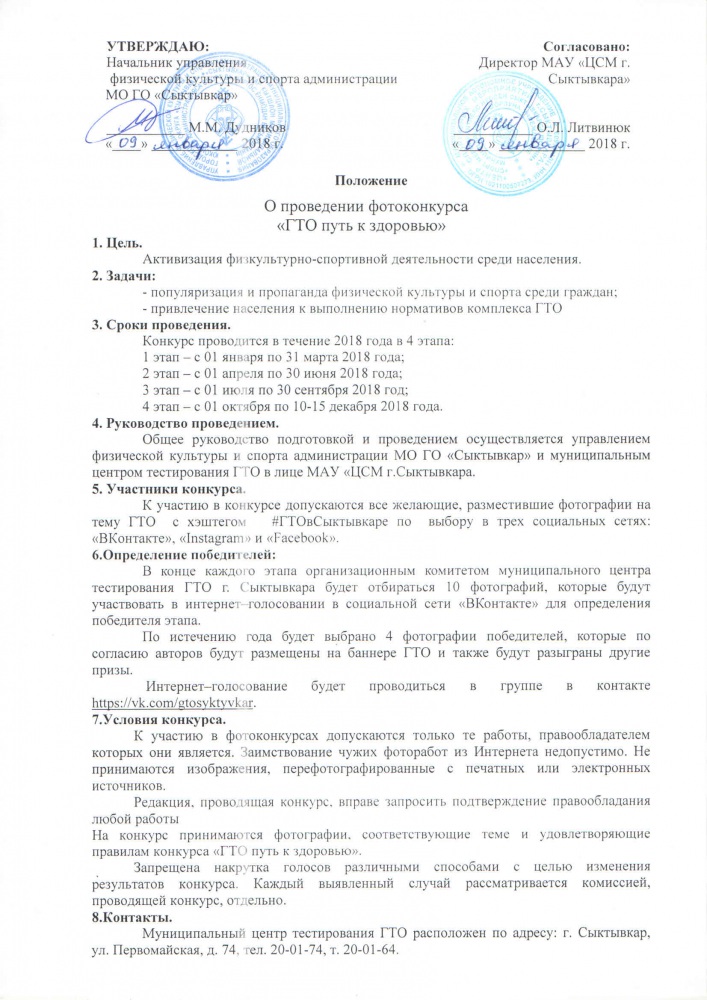 УТВЕРЖДАЮ: Согласовано:
Начальник управления Директор МАУ «ЦСМ г.
физической культуры и спорта администрации Сыктывкара»
МО ГО «Сыктывкар»
М.М. Дудников О.Л. Литвинюк
«09» января 2018 г. «09» января 2018 г.
Положение
О проведении фотоконкурса
«ГТО путь к здоровью»
1. Цель.
Активизация физкультурно-спортивной деятельности среди населения.
2. Задачи:
- популяризация и пропаганда физической культуры и спорта среди граждан;
- привлечение населения к выполнению нормативов комплекса ГТО
3. Сроки проведения.
Конкурс проводится в течение 2018 года в 4 этапа:
1 этап – с 01 января по 31 марта 2018 года;
2 этап – с 01 апреля по 30 июня 2018 года;
3 этап – с 01 июля по 30 сентября 2018 год;
4 этап – с 01 октября по 10-15 декабря 2018 года.
4. Руководство проведением.
Общее руководство подготовкой и проведением осуществляется управлением
физической культуры и спорта администрации МО ГО «Сыктывкар» и муниципальным
центром тестирования ГТО в лице МАУ «ЦСМ г.Сыктывкара.
5. Участники конкурса.
К участию в конкурсе допускаются все желающие, разместившие фотографии на
тему ГТО с хэштегом #ГТОвСыктывкаре по выбору в трех социальных сетях:
«ВКонтакте», «Instagram» и «Facebook».
6.Определение победителей:
В конце каждого этапа организационным комитетом муниципального центра
тестирования ГТО г. Сыктывкара будет отбираться 10 фотографий, которые будут
участвовать в интернет–голосовании в социальной сети «ВКонтакте» для определения
победителя этапа.
По истечению года будет выбрано 4 фотографии победителей, которые по
согласию авторов будут размещены на баннере ГТО и также будут разыграны другие
призы.
Интернет–голосование будет проводиться в группе в контакте
https://vk.com/gtosyktyvkar.
7.Условия конкурса.
К участию в фотоконкурсах допускаются только те работы, правообладателем
которых они является. Заимствование чужих фоторабот из Интернета недопустимо. Не
принимаются изображения, перефотографированные с печатных или электронных
источников.
Редакция, проводящая конкурс, вправе запросить подтверждение правообладания
любой работы
На конкурс принимаются фотографии, соответствующие теме и удовлетворяющие
правилам конкурса «ГТО путь к здоровью».
Запрещена накрутка голосов различными способами с целью изменения
результатов конкурса. Каждый выявленный случай рассматривается комиссией,
проводящей конкурс, отдельно.
8.Контакты.
Муниципальный центр тестирования ГТО расположен по адресу: г. Сыктывкар,
ул. Первомайская, д. 74, тел. 20-01-74, т. 20-01-64.